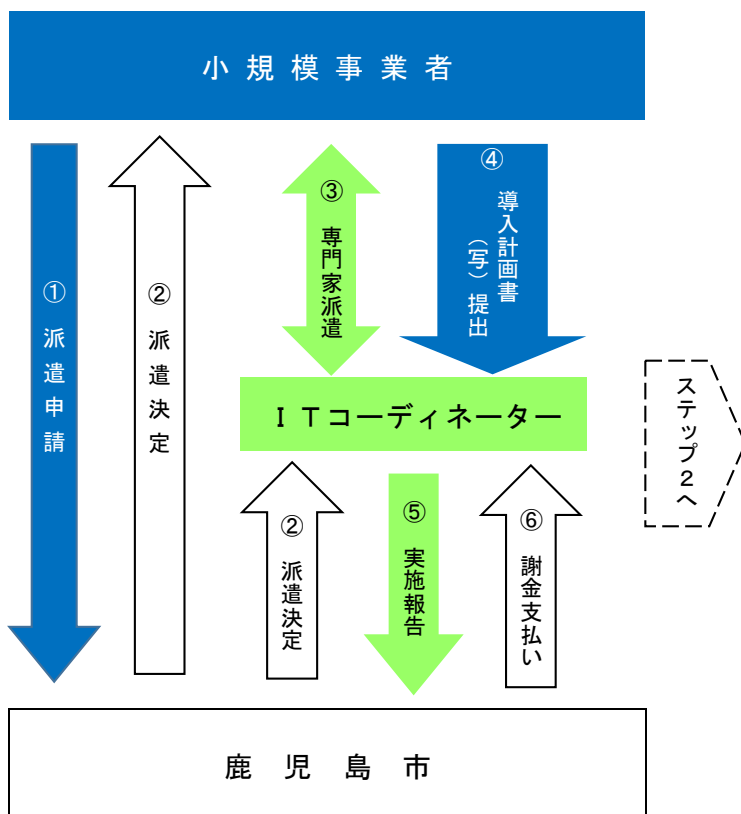 小規模事業者
① 派遣申請
② 派遣決定
③ 専門家派遣
④ 導入計画書
（写）提出
ＩＴコーディネーター
ステップ２へ
② 派遣決定
⑤ 実施報告
⑥ 謝金支払い
鹿児島市